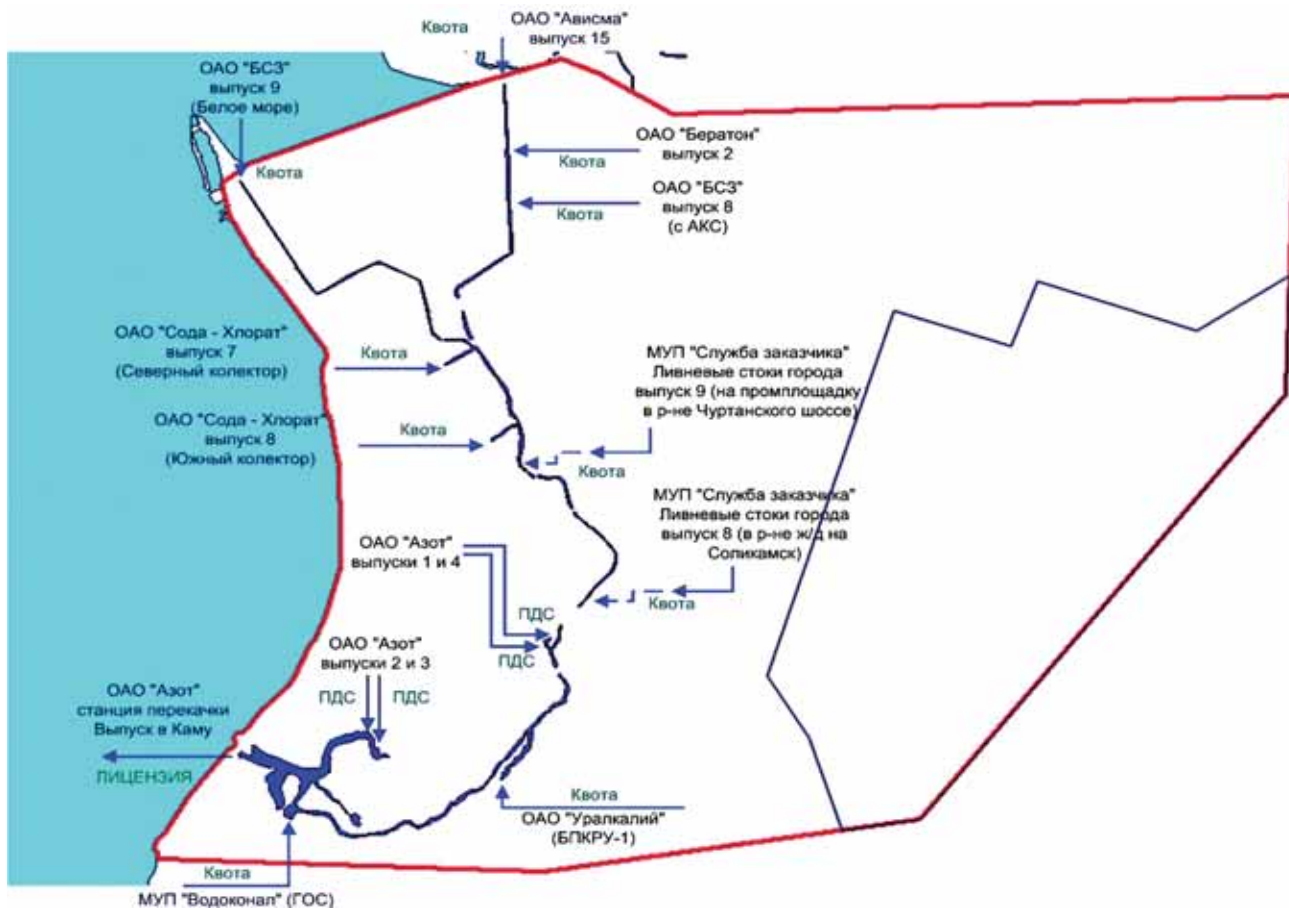 Квота
ОАО "Ависма"
выпуск 15
ОАО "БСЗ"
выпуск 9
(Белое море)
Квота
ОАО "Бератон"
выпуск 2
Квота
ОАО "БСЗ"
выпуск 8
(с АКС)
Квота
ОАО "Сода - Хлорат"
выпуск 7
(Северный колектор)
Квота
МУП "Служба заказчика"
Ливневые стоки города
выпуск 9 (на промплощадку
в р-не Чуртанского шоссе)
Квота
ОАО "Сода - Хлорат"
выпуск 8
(Южный колектор)
Квота
МУП "Служба заказчика"
Ливневые стоки города
выпуск 8 (в р-не ж/д на
Соликамск)
Квота
ОАО "Азот"
выпуски 1 и 4
ПДС
ПДС
ОАО "Азот"
выпуски 2 и 3
ПДС
ПДС
ОАО "Азот"
станция перекачки
Выпуск в Каму
ЛИЦЕНЗИЯ
Квота
ОАО "Уралкалий"
(БПКРУ-1)
Квота
МУП "Водоконал" (ГОС)